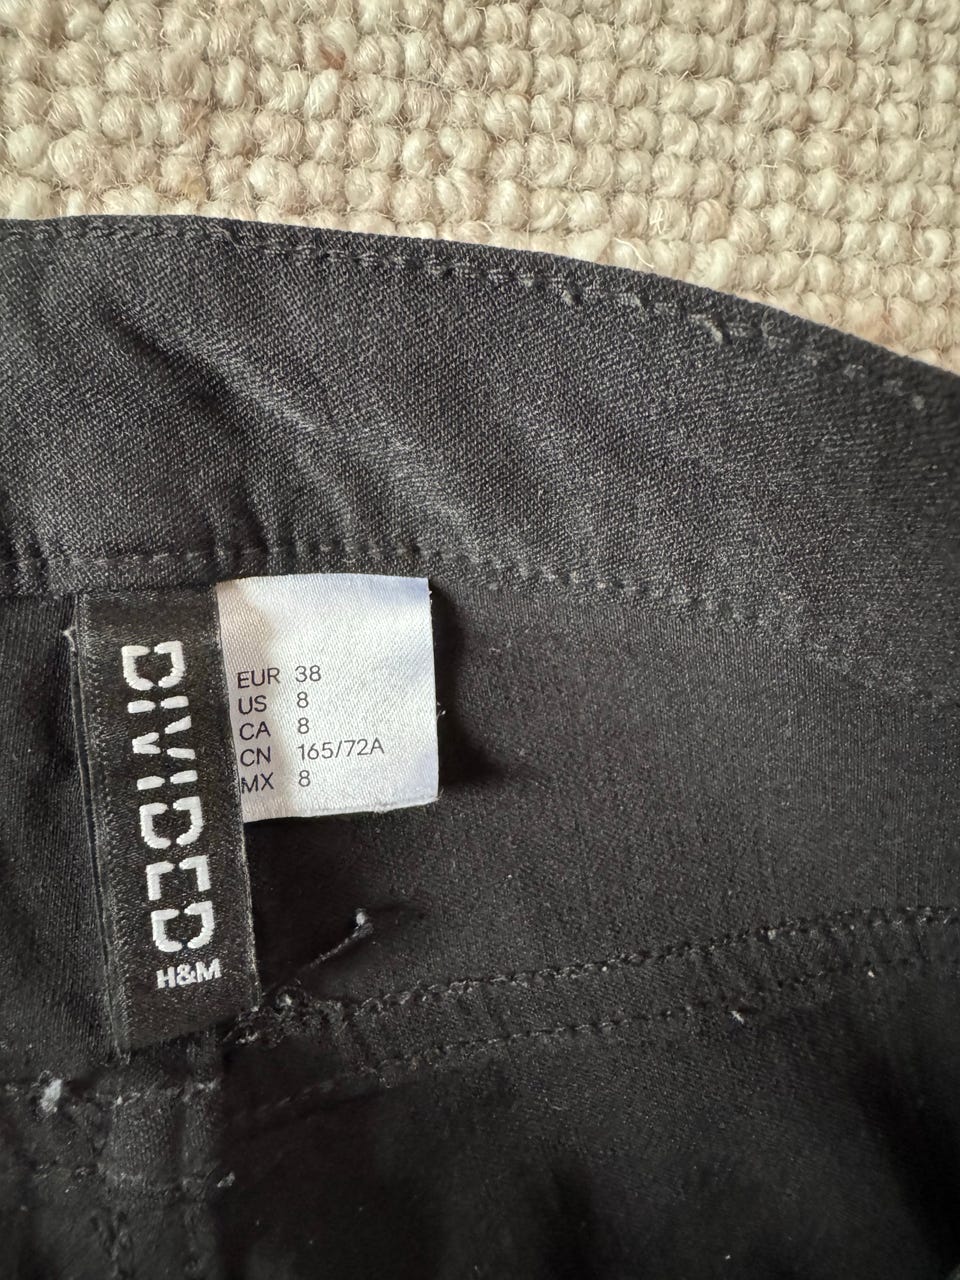 DIVIDED
H&M
EUR 38
US 8
CA 8
CN 165/72A
MX 8